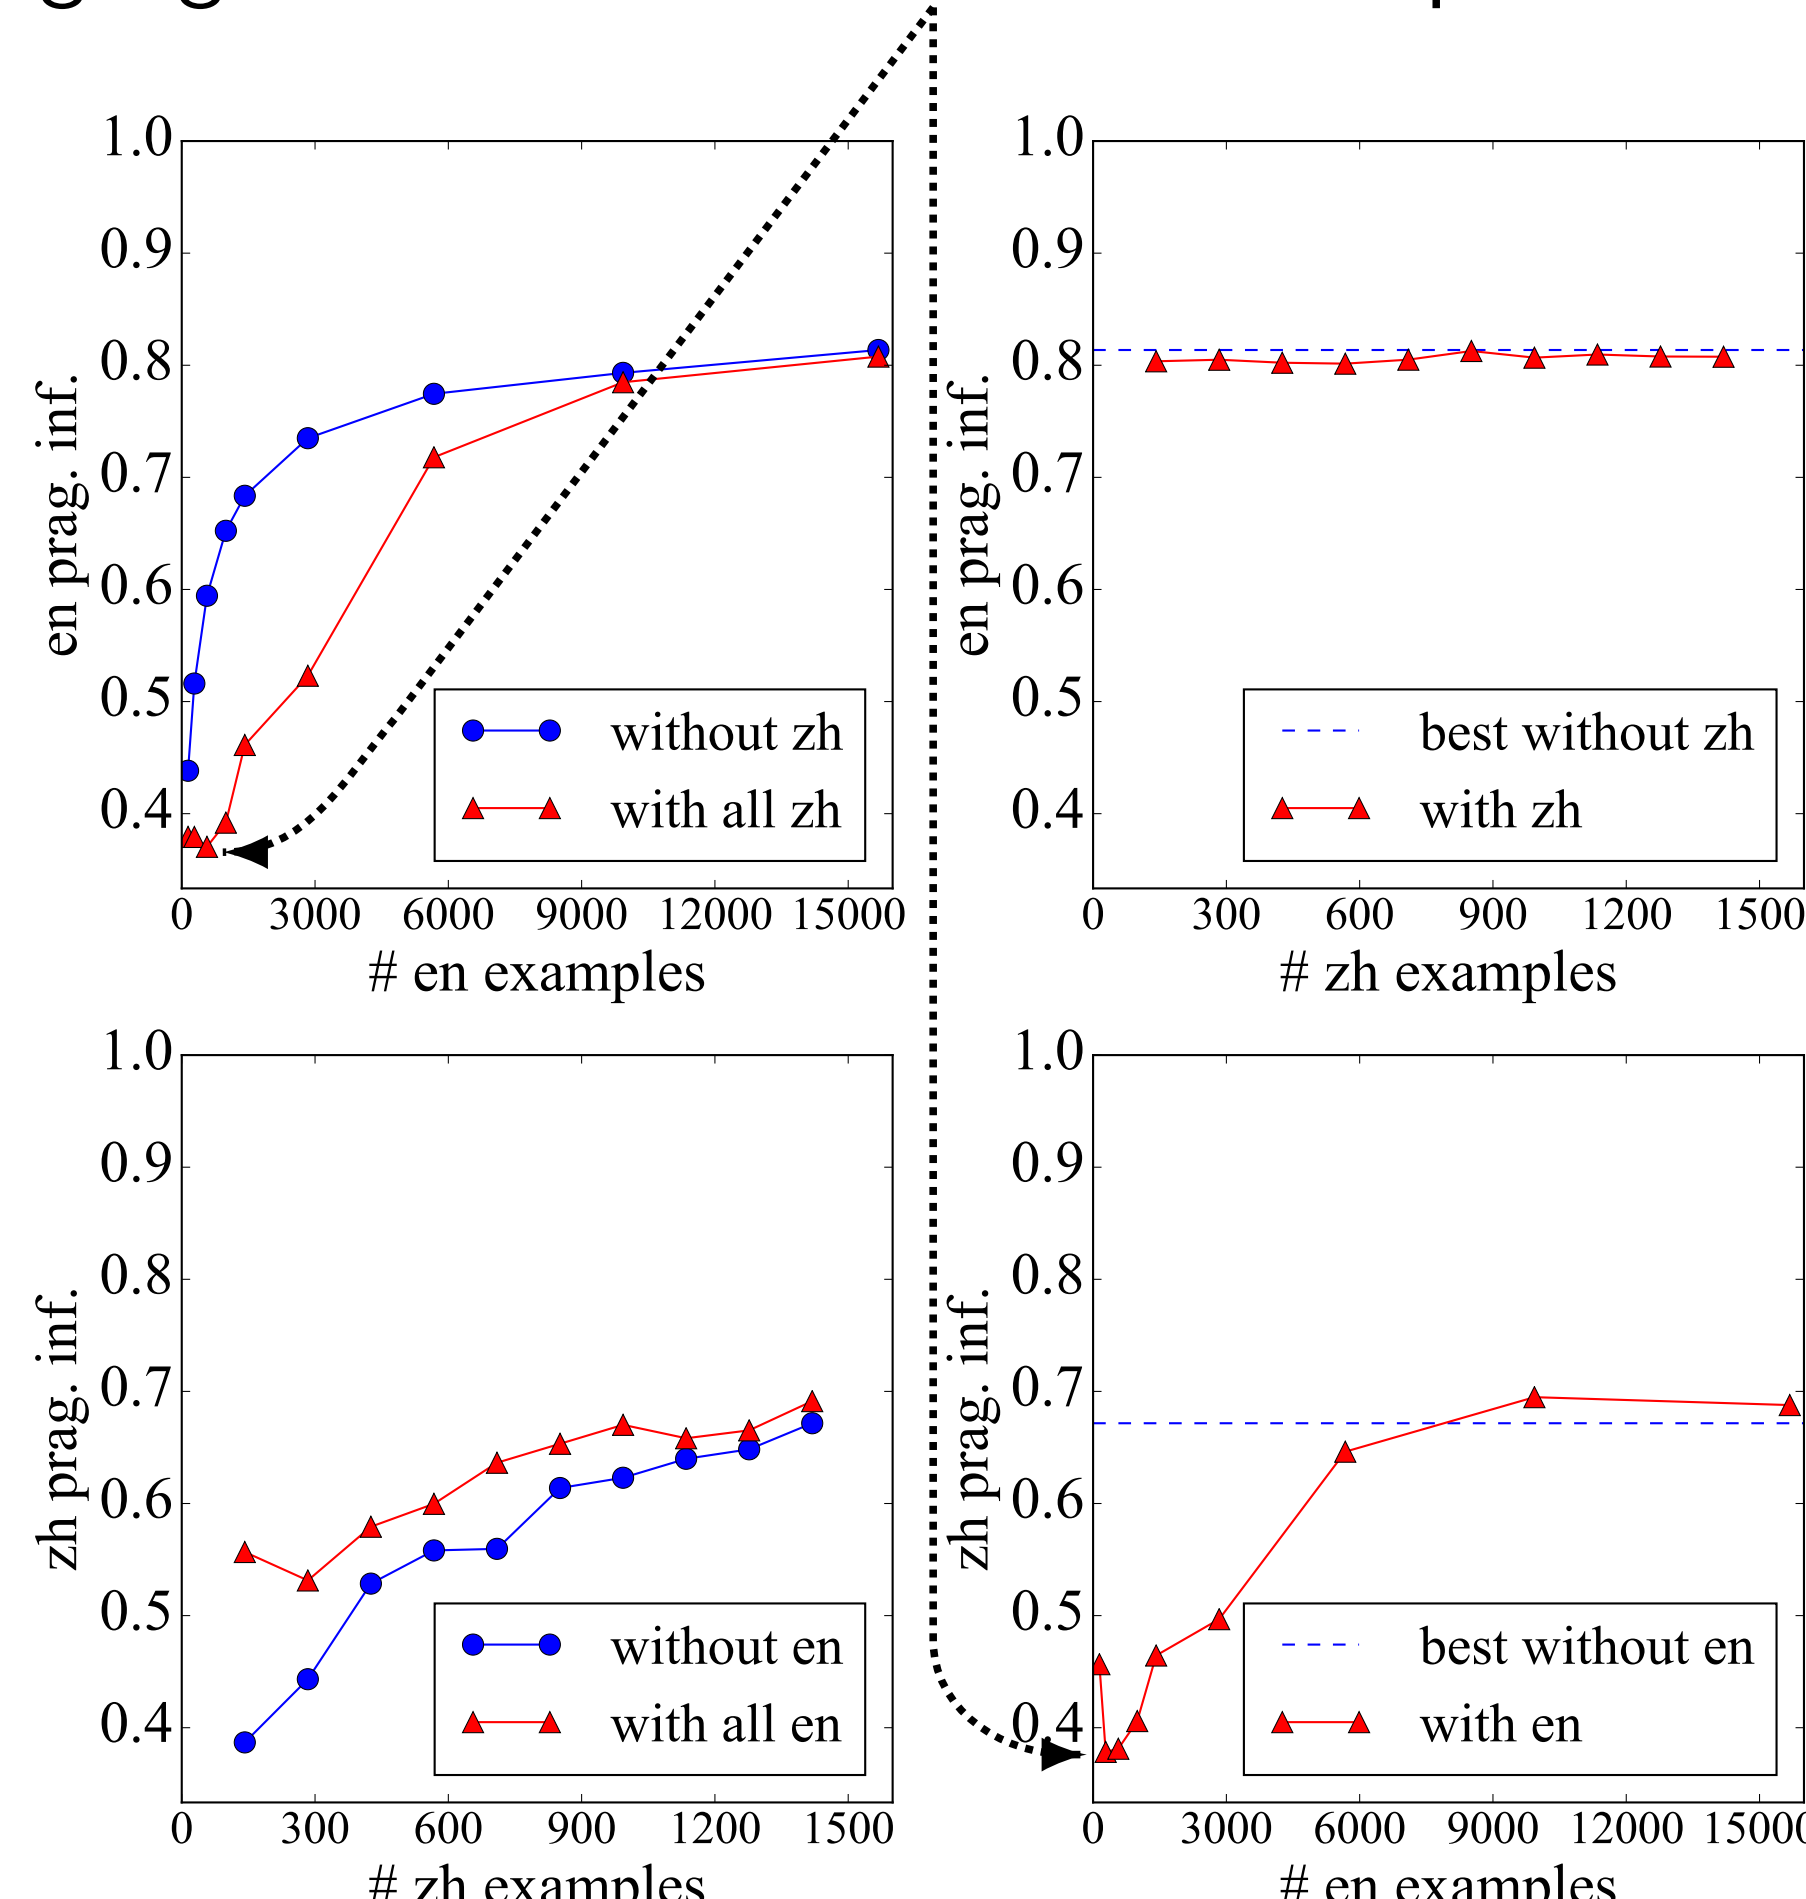 1.0
0.9
0.8
0.7
0.6
0.5
0.4
en prag. inf.
without zh
with all zh
0 3000 6000 9000 12000 15000
# en examples
1.0
0.9
0.8
0.7
0.6
0.5
0.4
en prag. inf.
best without zh
with zh
0 300 600 900 1200 1500
# zh examples
1.0
0.9
0.8
0.7
0.6
0.5
0.4
zh prag. inf.
without en
with all en
0 300 600 900 1200 1500
# zh examples
1.0
0.9
0.8
0.7
0.6
0.5
0.4
zh prag. inf.
best without en
with en
0 3000 6000 9000 12000 15000
# en examples